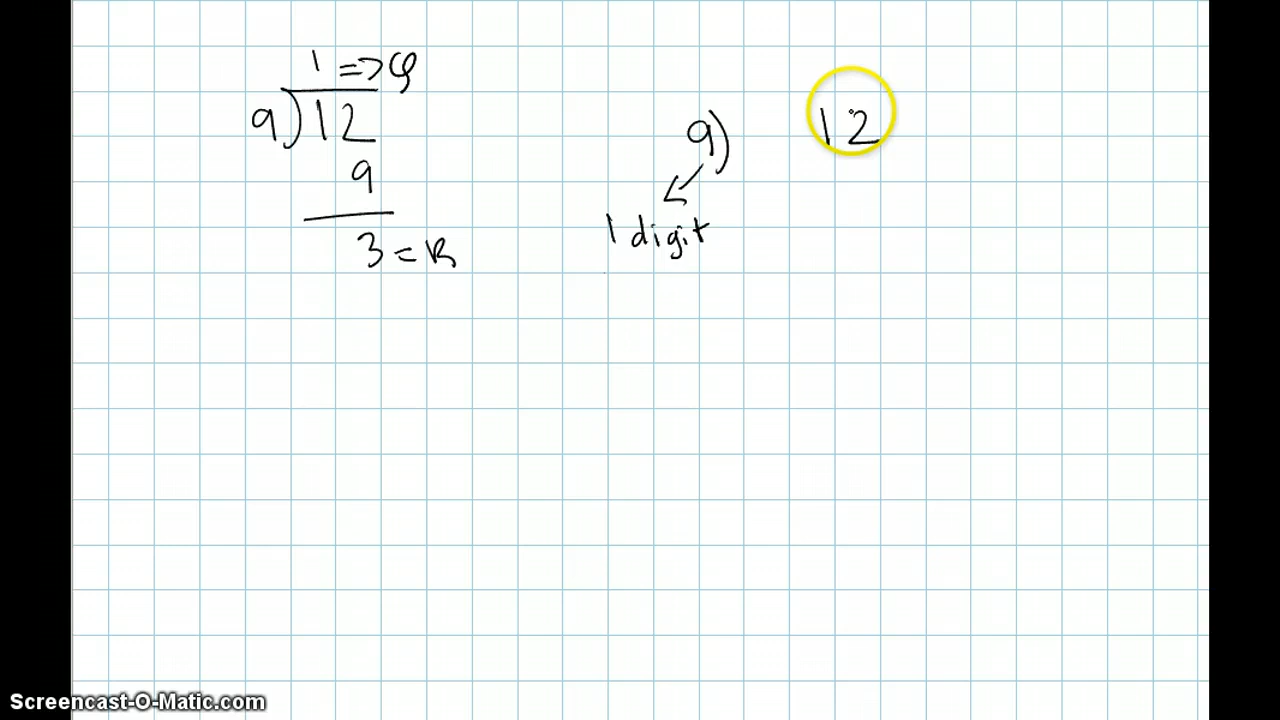 1 => Q
9) 12
9
3 = R
9) 12
1 digit
Screencast-O-Matic.com